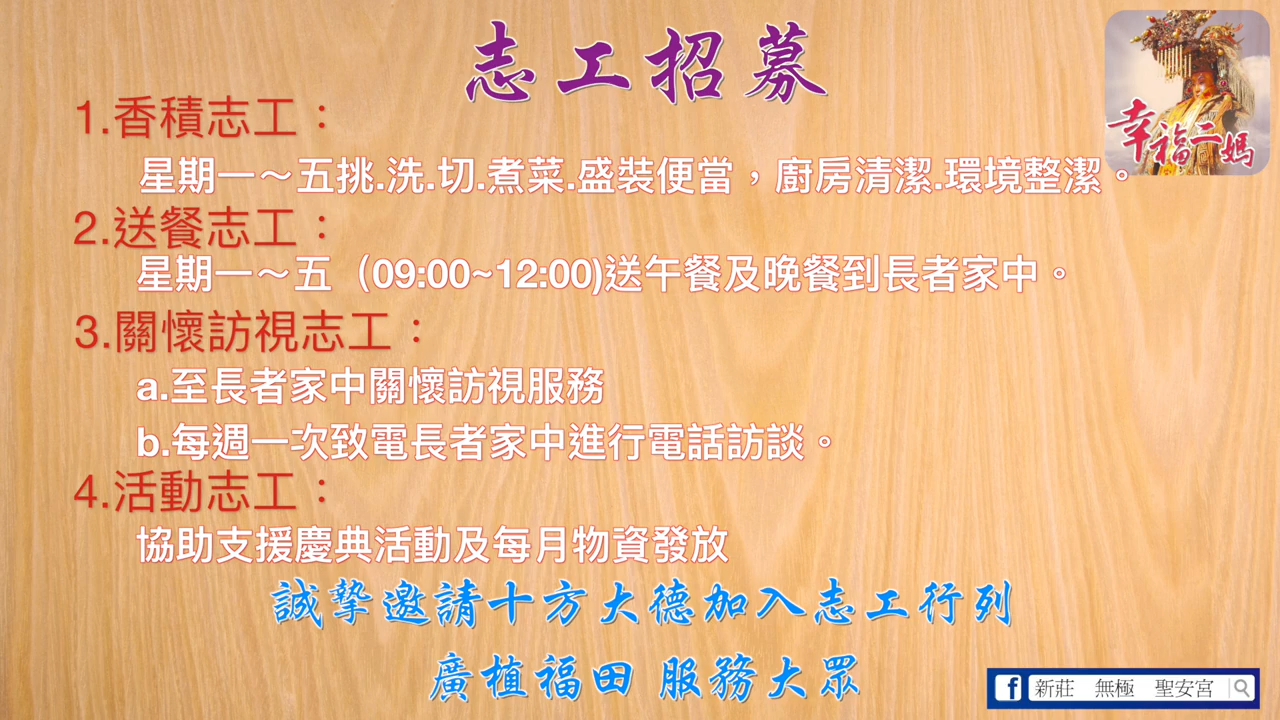 志工招募
幸福二媽
1.香積志工：
星期一～五挑.洗.切.煮菜.盛裝便當，廚房清潔.環境整潔。
2.送餐志工：
星期一～五（09:00~12:00)送午餐及晚餐到長者家中。
3.關懷訪視志工：
a.至長者家中關懷訪視服務
b.每週一次致電長者家中進行電話訪談。
4.活動志工：
協助支援慶典活動及每月物資發放
誠摯邀請十方大德加入志工行列
廣植福田 服務大眾
f 新莊 無極 聖安宮